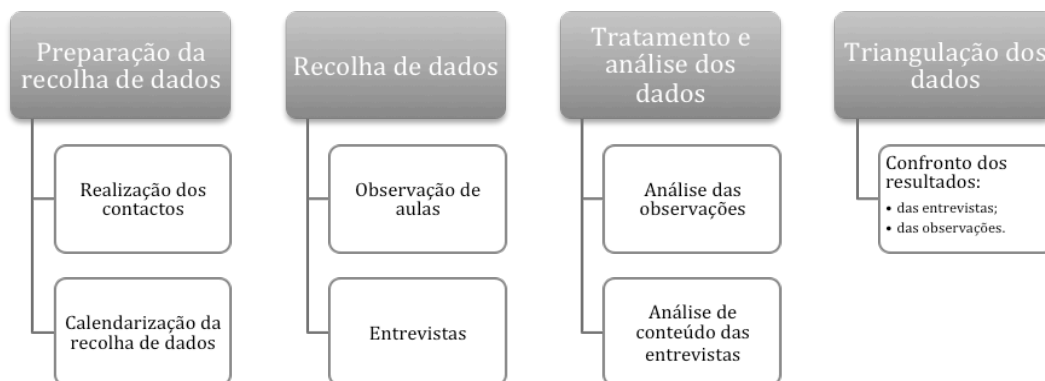 Preparação da
recolha de dados
Realização dos
contactos
Calendarização da
recolha de dados
Recolha de dados
Observação de
aulas
Entrevistas
Tratamento e
análise dos
dados
Análise das
observações
Análise de
conteúdo das
entrevistas
Triangulação dos
dados
Confronto dos
resultados:
• das entrevistas;
• das observações.